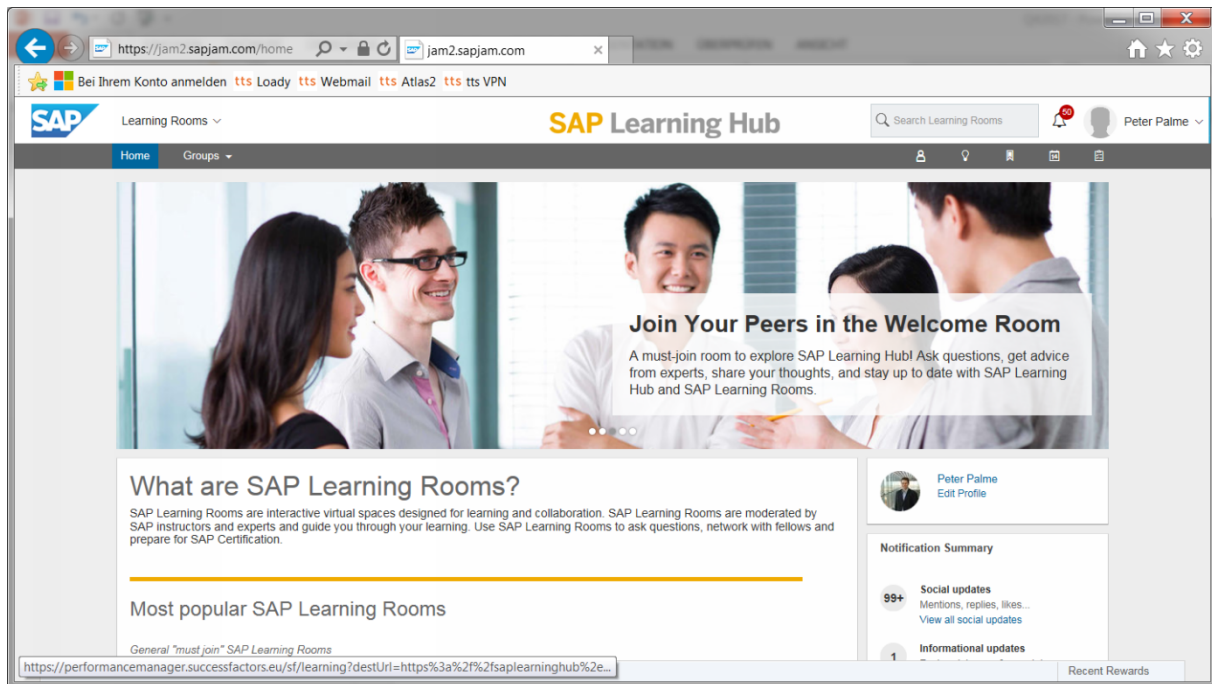 https://jam2.sapjam.com/home
jam2.sapjam.com
Bei Ihrem Konto anmelden tts Loady tts Webmail tts Atlas2 tts tts VPN
SAP
Learning Rooms
SAP Learning Hub
Search Learning Rooms
50
Peter Palme
Home
Groups
Join Your Peers in the Welcome Room
A must-join room to explore SAP Learning Hub! Ask questions, get advice
from experts, share your thoughts, and stay up to date with SAP Learning
Hub and SAP Learning Rooms.
What are SAP Learning Rooms?
SAP Learning Rooms are interactive virtual spaces designed for learning and collaboration. SAP Learning Rooms are moderated by
SAP instructors and experts and guide you through your learning. Use SAP Learning Rooms to ask questions, network with fellows and
prepare for SAP Certification.
Most popular SAP Learning Rooms
General "must join" SAP Learning Rooms
Peter Palme
Edit Profile
Notification Summary
99+
Social updates
Mentions, replies, likes...
View all social updates
1
Informational updates
https://performancemanager.successfactors.eu/sf/learning?destUrl=https%3a%2f%2fsaplearninghub%2e...
Recent Rewards